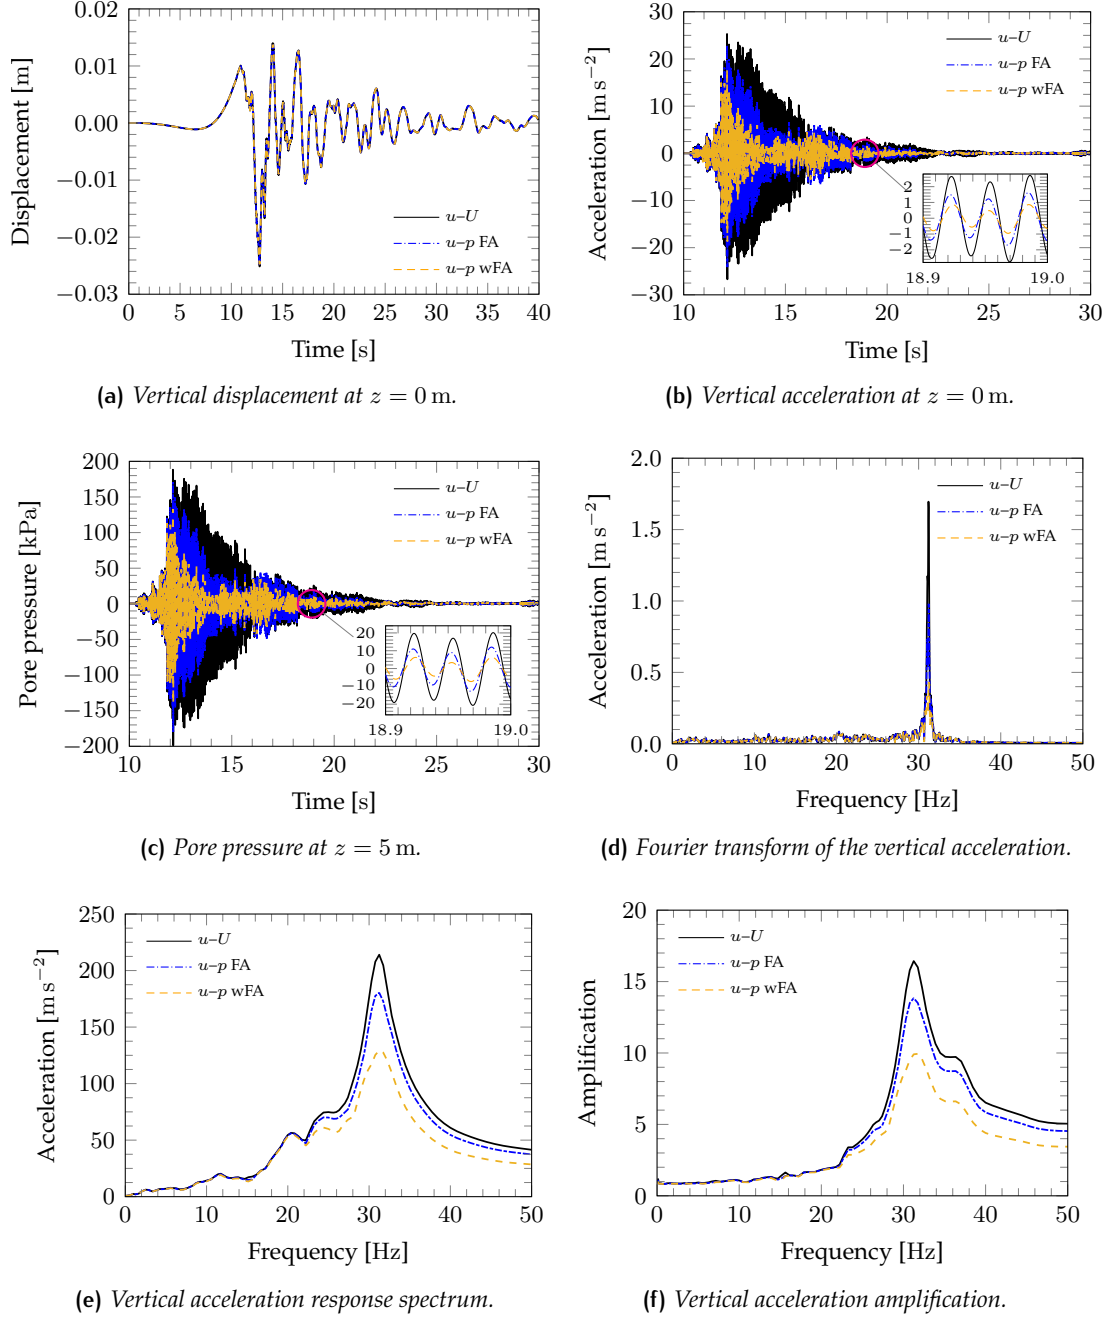 0.02
0.01
0.00
−0.01
−0.02
−0.03
Displacement [m]
u–U
u–p FA
u–p wFA
0 5 10 15 20 25 30 35 40
Time [s]
(a) Vertical displacement at z = 0 m.
30
20
10
0
−10
−20
−30
Acceleration [m s−2]
u–U
u–p FA
u–p wFA
2
1
0
−1
−2
18.9 19.0
10 15 20 25 30
Time [s]
(b) Vertical acceleration at z = 0 m.
200
150
100
50
0
−50
−100
−150
−200
Pore pressure [kPa]
u–U
u–p FA
u–p wFA
20
10
0
−10
−20
18.9 19.0
10 15 20 25 30
Time [s]
(c) Pore pressure at z = 5 m.
2.0
1.5
1.0
0.5
0.0
Acceleration [m s−2]
u–U
u–p FA
u–p wFA
0 10 20 30 40 50
Frequency [Hz]
(d) Fourier transform of the vertical acceleration.
250
200
150
100
50
0
Acceleration [m s−2]
u–U
u–p FA
u–p wFA
0 10 20 30 40 50
Frequency [Hz]
(e) Vertical acceleration response spectrum.
20
15
10
5
0
Amplification
u–U
u–p FA
u–p wFA
0 10 20 30 40 50
Frequency [Hz]
(f) Vertical acceleration amplification.